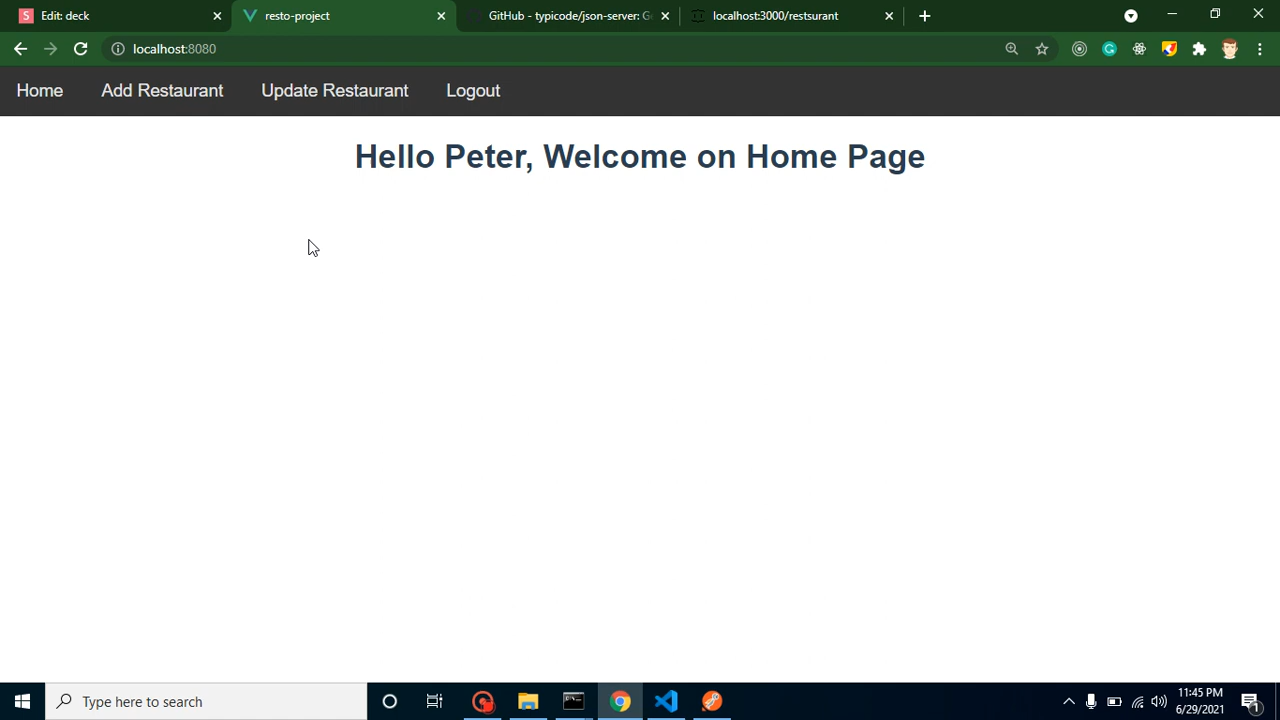 S Edit: deck
resto-project
GitHub - typicode/json-server: G
localhost:3000/restsurant
localhost:8080
Home Add Restaurant Update Restaurant Logout
Hello Peter, Welcome on Home Page
Type here to search
11:45 PM
6/29/2021
1